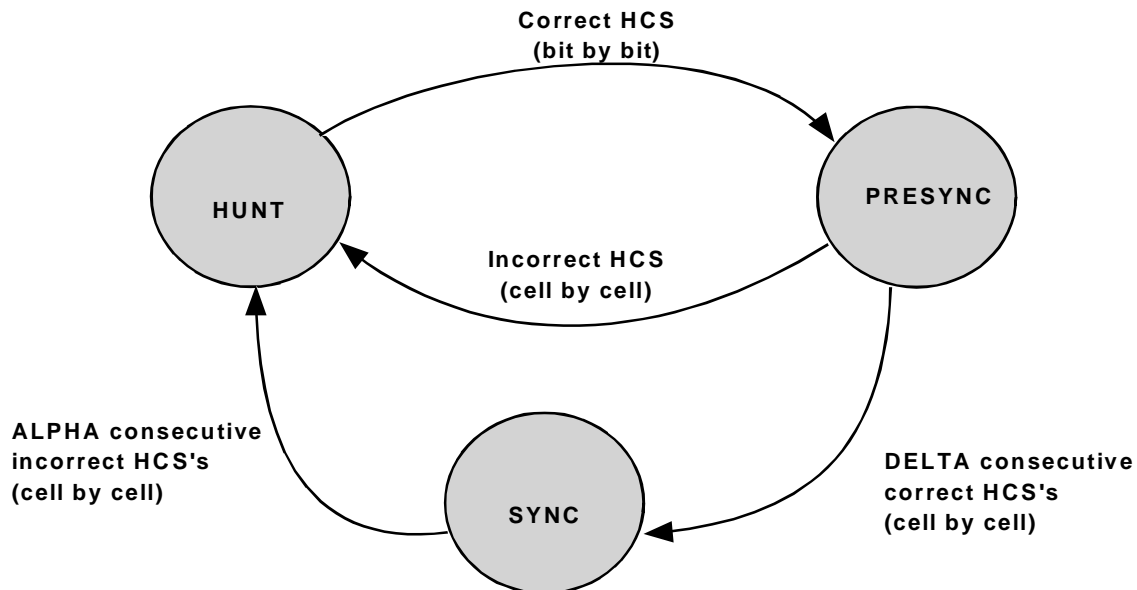 Correct HCS
(bit by bit)
HUNT
PRESYNC
Incorrect HCS
(cell by cell)
ALPHA consecutive
incorrect HCS's
(cell by cell)
DELTA consecutive
correct HCS's
(cell by cell)
SYNC